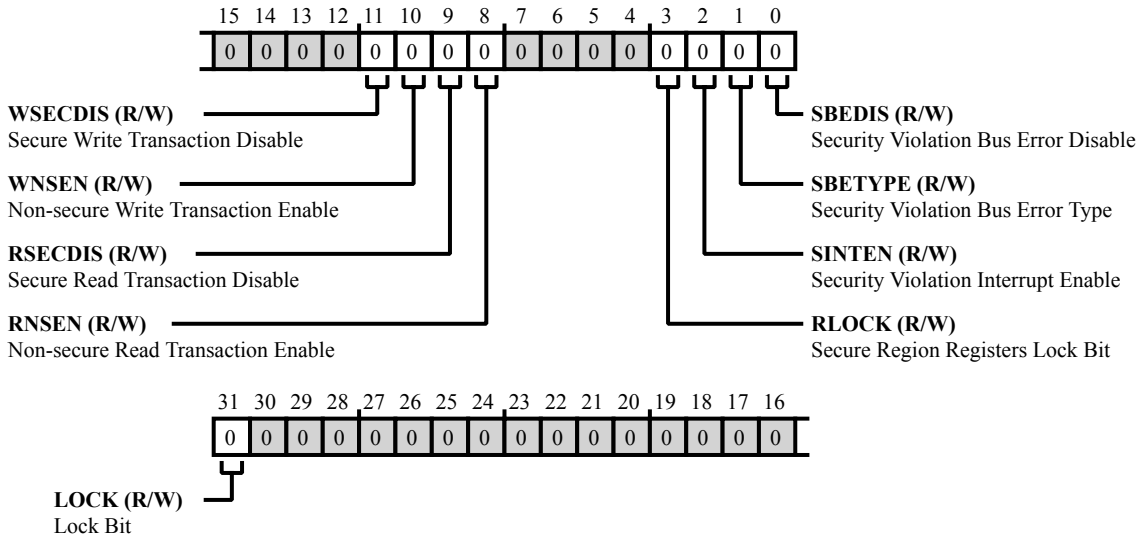 15 14 13 12 11 10 9 8 7 6 5 4 3 2 1 0
0 0 0 0 0 0 0 0 0 0 0 0 0 0 0 0
WSECDIS (R/W)
Secure Write Transaction Disable
WNSEN (R/W)
Non-secure Write Transaction Enable
RSECDIS (R/W)
Secure Read Transaction Disable
RNSEN (R/W)
Non-secure Read Transaction Enable
SBEDIS (R/W)
Security Violation Bus Error Disable
SBETYPE (R/W)
Security Violation Bus Error Type
SINTEN (R/W)
Security Violation Interrupt Enable
RLOCK (R/W)
Secure Region Registers Lock Bit
31 30 29 28 27 26 25 24 23 22 21 20 19 18 17 16
0 0 0 0 0 0 0 0 0 0 0 0 0 0 0 0
LOCK (R/W)
Lock Bit